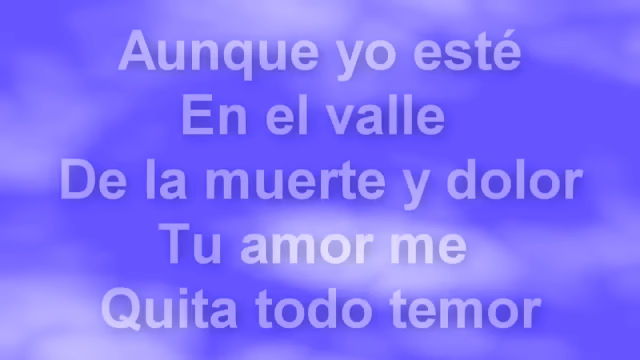 Aunque yo esté
En el valle
De la muerte y dolor
Tu amor me
Quita todo temor